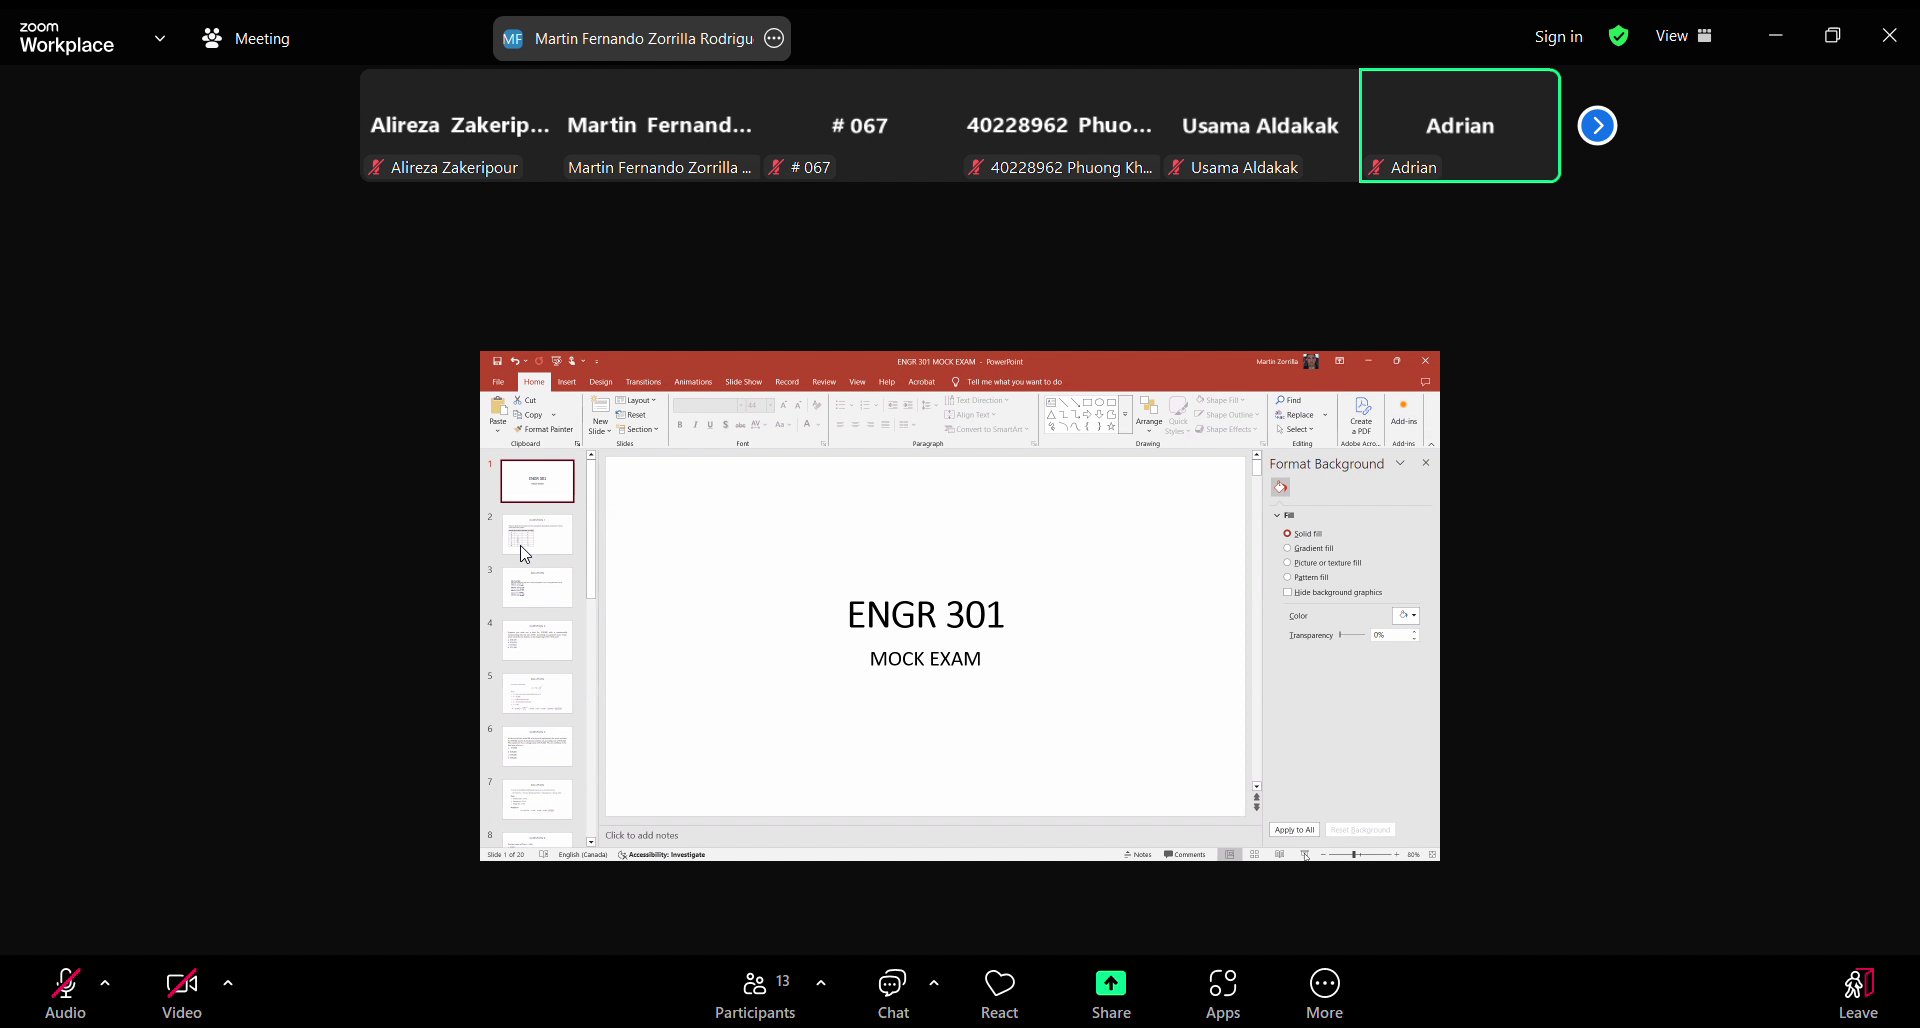 zoom
Workplace
Meeting
MF Martin Fernando Zorrilla Rodrigu
Sign in
View
Alireza Zakerip... Martin Fernand... # 067 40228962 Phuo... Usama Aldakak Adrian
Alireza Zakeripour Martin Fernando Zorrilla ... # 067 40228962 Phuong Kh... Usama Aldakak Adrian
ENGR 301 MOCK EXAM - PowerPoint
Martin Zorrilla
File Home Insert Design Transitions Animations Slide Show Record Review View Help Acrobat Tell me what you want to do
Paste
Cut
Copy
Format Painter
Clipboard
New
Slide
Layout
Reset
Section
Slides
44
Font
Text Direction
Align Text
Convert to SmartArt
Paragraph
Arrange
Quick
Styles
Shape Fill
Shape Outline
Shape Effects
Drawing
Find
Replace
Select
Editing
Create
a PDF
Adobe Acro...
Add-ins
Add-ins
1
ENGR 301
2
3
4
5
6
7
8
ENGR 301
MOCK EXAM
Click to add notes
Format Background
Fill
Solid fill
Gradient fill
Picture or texture fill
Pattern fill
Hide background graphics
Color
Transparency 0%
Apply to All Reset Background
Slide 1 of 20 English (Canada) Accessibility: Investigate Notes Comments 80%
Audio Video Participants 13 Chat React Share Apps More Leave